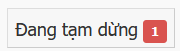 Đang tạm dừng 1